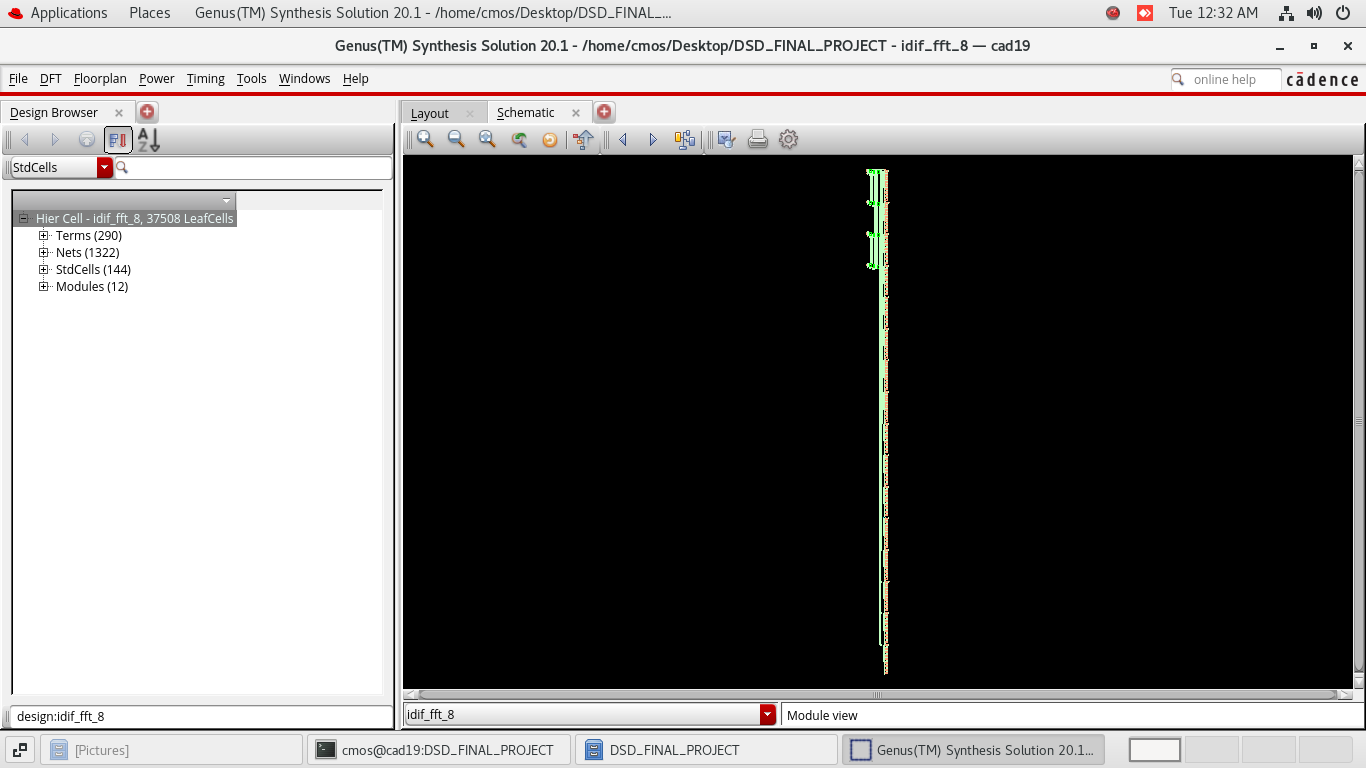 Applications Places Genus(TM) Synthesis Solution 20.1 - /home/cmos/Desktop/DSD_FINAL_... Tue 12:32 AM
Genus(TM) Synthesis Solution 20.1 - /home/cmos/Desktop/DSD_FINAL_PROJECT - idif_fft_8 — cad19
File DFT Floorplan Power Timing Tools Windows Help online help cādence
Design Browser Layout Schematic
StdCells
Hier Cell - idif_fft_8, 37508 LeafCells
Terms (290)
Nets (1322)
StdCells (144)
Modules (12)
design:idif_fft_8 idif_fft_8 Module view
[Pictures] cmos@cad19:DSD_FINAL_PROJECT DSD_FINAL_PROJECT Genus(TM) Synthesis Solution 20.1...